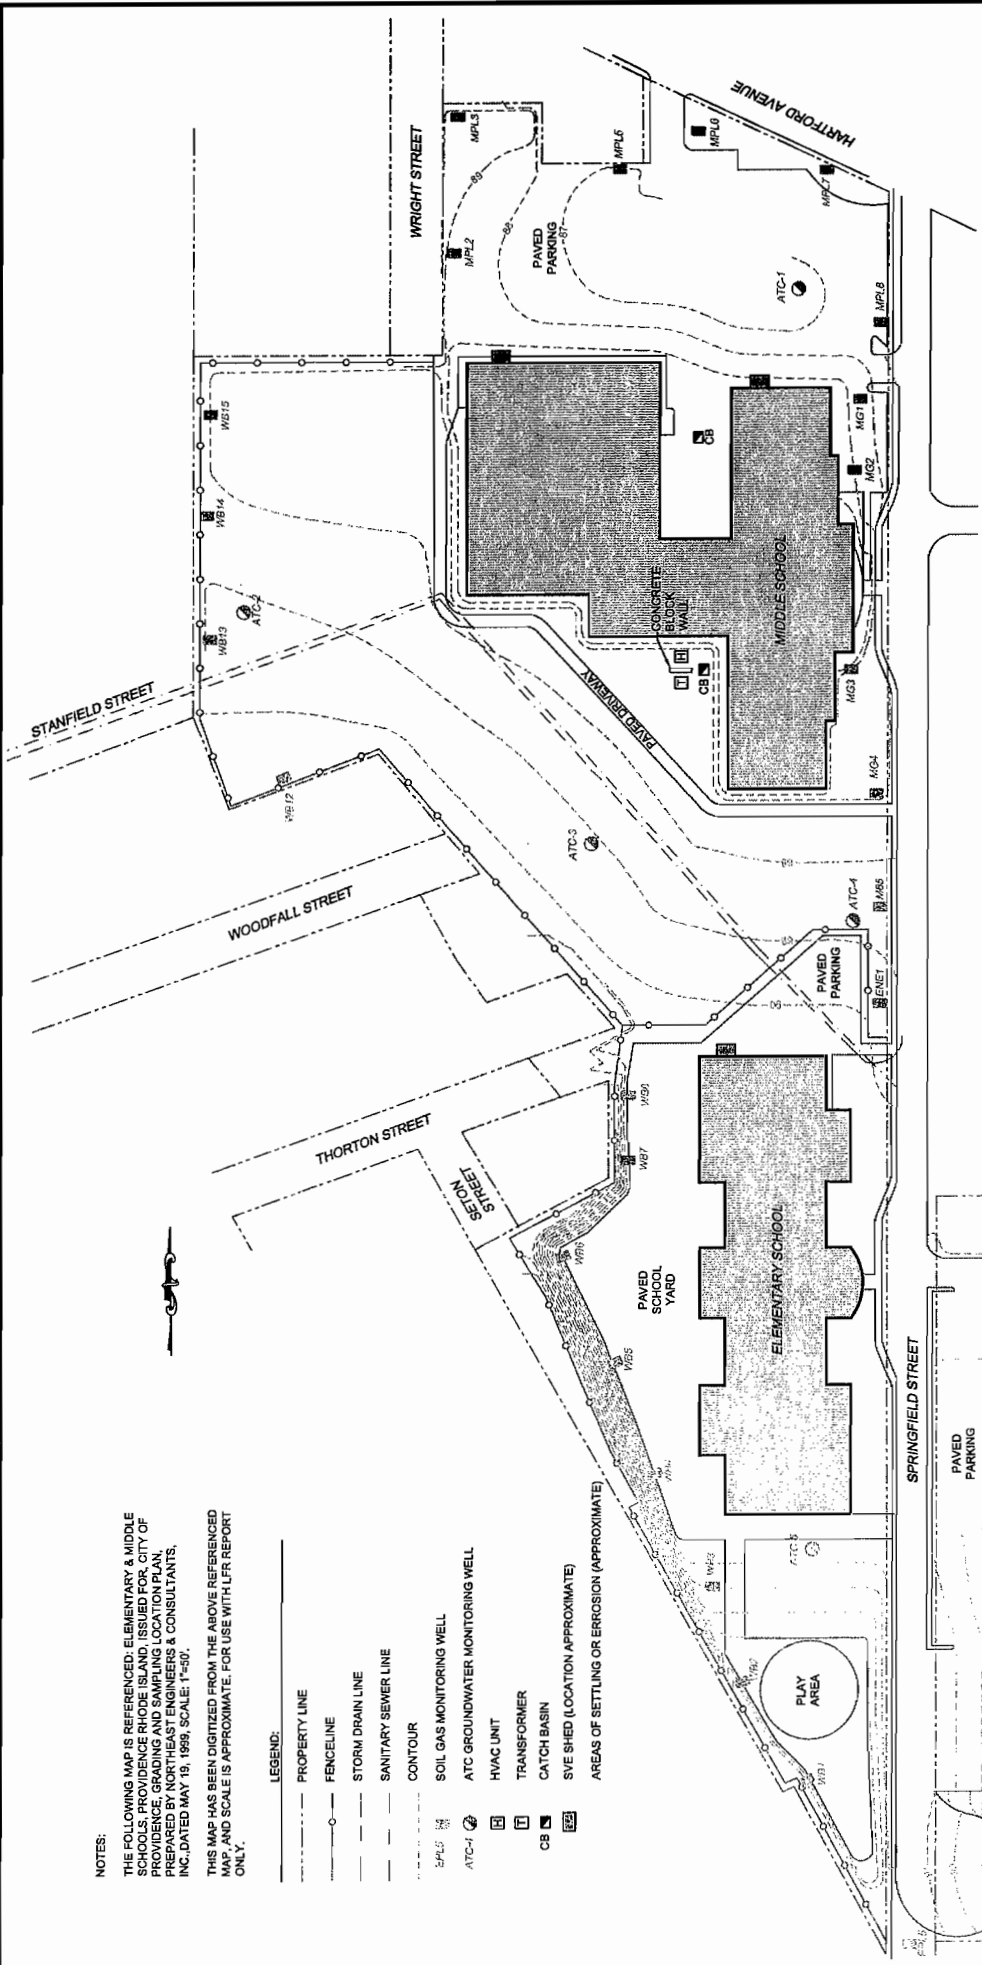 NOTES:
THE FOLLOWING MAP IS REFERENCED: ELEMENTARY & MIDDLE
SCHOOLS, PROVIDENCE RHODE ISLAND, ISSUED FOR, CITY OF
PROVIDENCE, GRADING AND SAMPLING LOCATION PLAN,
PREPARED BY NORTHEAST ENGINEERS & CONSULTANTS,
INC.,DATED MAY 19, 1999, SCALE: 1"=50'.
THIS MAP HAS BEEN DIGITIZED FROM THE ABOVE REFERENCED
MAP, AND SCALE IS APPROXIMATE. FOR USE WITH LFR REPORT
ONLY.
LEGEND:
PROPERTY LINE
FENCELINE
STORM DRAIN LINE
SANITARY SEWER LINE
CONTOUR
SOIL GAS MONITORING WELL
ATC-1 ATC GROUNDWATER MONITORING WELL
H HVAC UNIT
T TRANSFORMER
CB CATCH BASIN
SVE SHED (LOCATION APPROXIMATE)
AREAS OF SETTLING OR ERROSION (APPROXIMATE)
STANFIELD STREET
WOODFALL STREET
THORTON STREET
SETON
STREET
WRIGHT STREET
HARTFORD AVENUE
SPRINGFIELD STREET
WB15
WB14
WB13
ATC-2
WB12
ATC-3
ATC-4
MPL3
MPL2
MPL5
MPL6
MPL7
MPL8
89
88
87
PAVED
PARKING
ATC-1
CB
MG1
MG2
MG3
MG4
CONCRETE
BLOCK
WALL
T
H
CB
MIDDLE SCHOOL
PAVED DRIVEWAY
PAVED
PARKING
ENE1
WB7
WB6
WB5
PAVED
SCHOOL
YARD
ELEMENTARY SCHOOL
WB3
WB2
WB1
ATC-5
PLAY
AREA
PAVED
PARKING